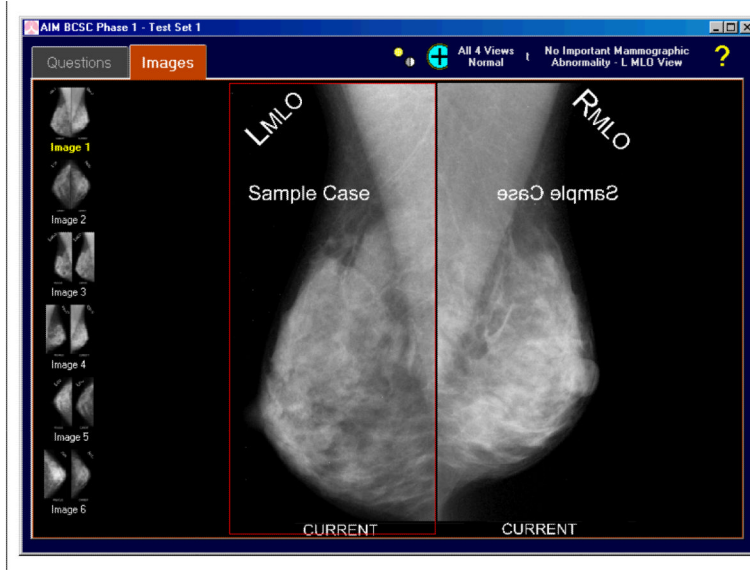 AIM BCSC Phase 1 - Test Set 1
Questions
Images
All 4 Views
Normal
No Important Mammographic
Abnormality - L MLO View
?
Image 1
Image 2
Image 3
Image 4
Image 5
Image 6
LMLO
RMLO
Sample Case
Sample Case
CURRENT
CURRENT